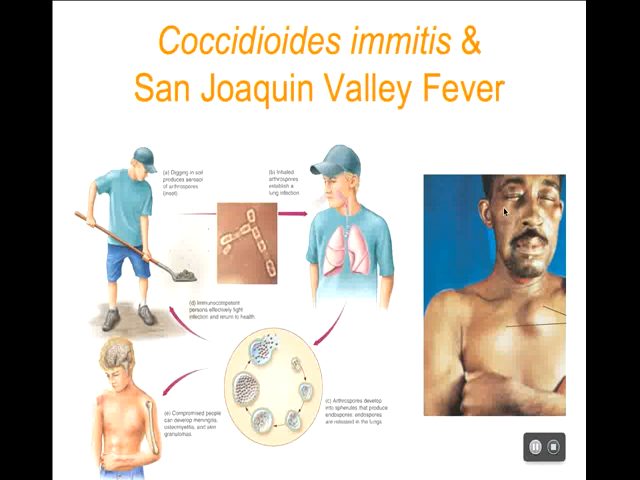 Coccidioides immitis &
San Joaquin Valley Fever
(a) Digging in soil
produces aerosol
of arthrospores
(inset)
(b) Inhaled
arthrospores
establish a
lung infection
(d) Immunocompetent
persons effectively fight
infection and return to health
(c) Arthrospores develop
into spherules that produce
endospores; endospores
are released in the lungs
(e) Compromised people
can develop meningitis,
osteomyelitis, and skin
granulomas.